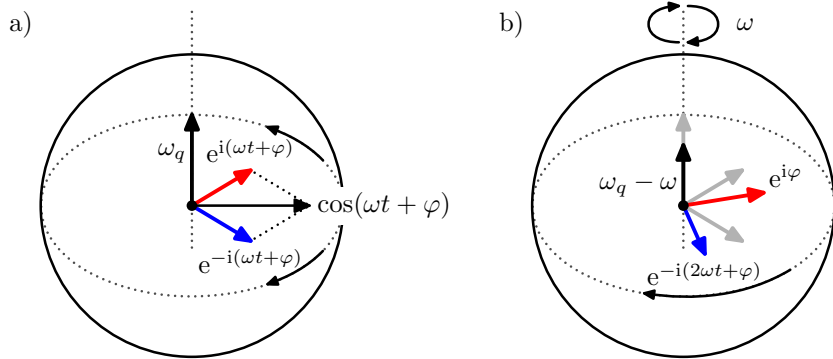 a)
ω_q
e^{i(ωt+φ)}
cos(ωt + φ)
e^{−i(ωt+φ)}
b)
ω
ω_q − ω
e^{iφ}
e^{−i(2ωt+φ)}